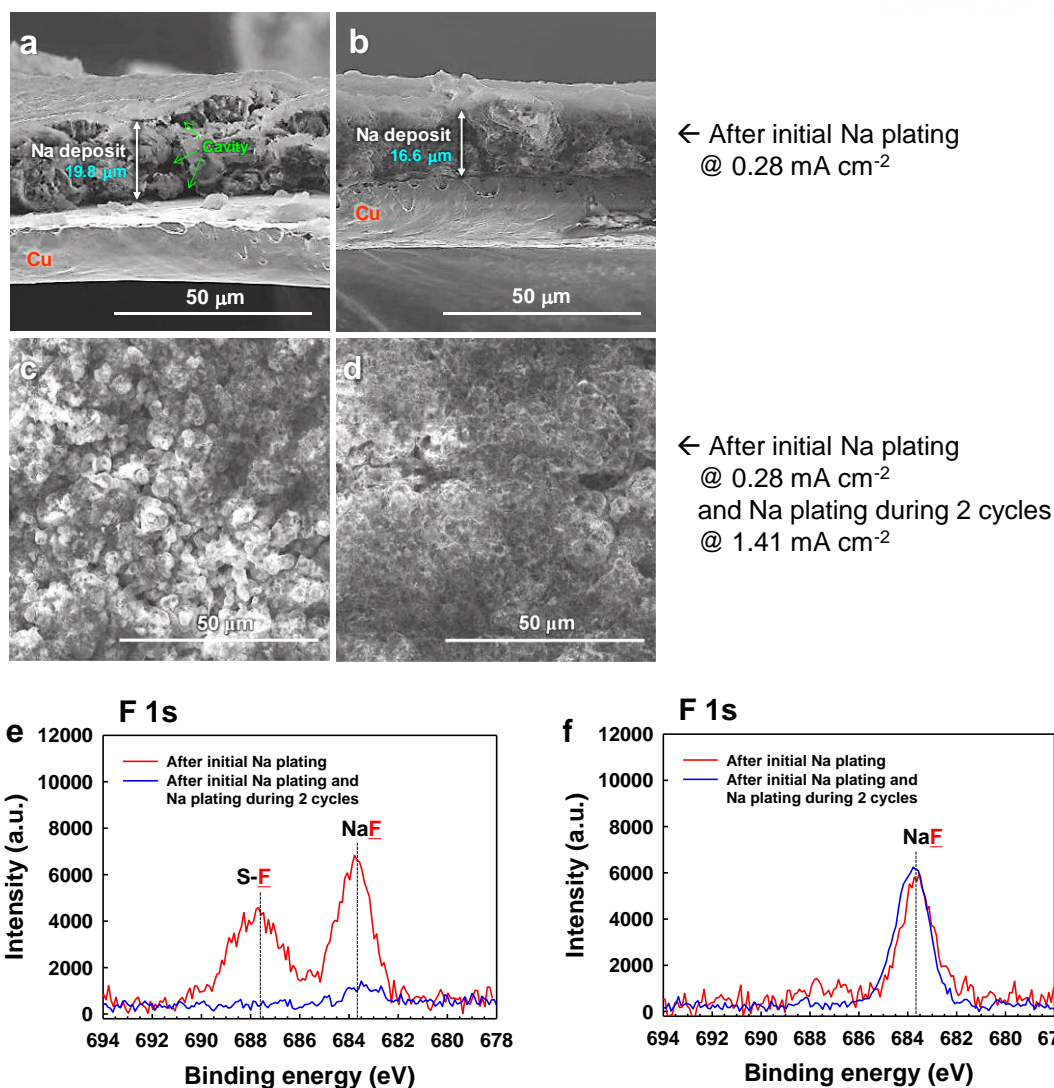 a
b
Na deposit
19.8 μm
Cavity
Cu
50 μm
Na deposit
16.6 μm
Cu
50 μm
← After initial Na plating
@ 0.28 mA cm-2
c
d
50 μm
50 μm
← After initial Na plating
@ 0.28 mA cm-2
and Na plating during 2 cycles
@ 1.41 mA cm-2
e
F 1s
12000
10000
8000
6000
4000
2000
0
After initial Na plating
After initial Na plating and
Na plating during 2 cycles
S-F
NaF
694 692 690 688 686 684 682 680 678
Intensity (a.u.)
Binding energy (eV)
f
F 1s
12000
10000
8000
6000
4000
2000
0
After initial Na plating
After initial Na plating and
Na plating during 2 cycles
NaF
694 692 690 688 686 684 682 680 67
Intensity (a.u.)
Binding energy (eV)